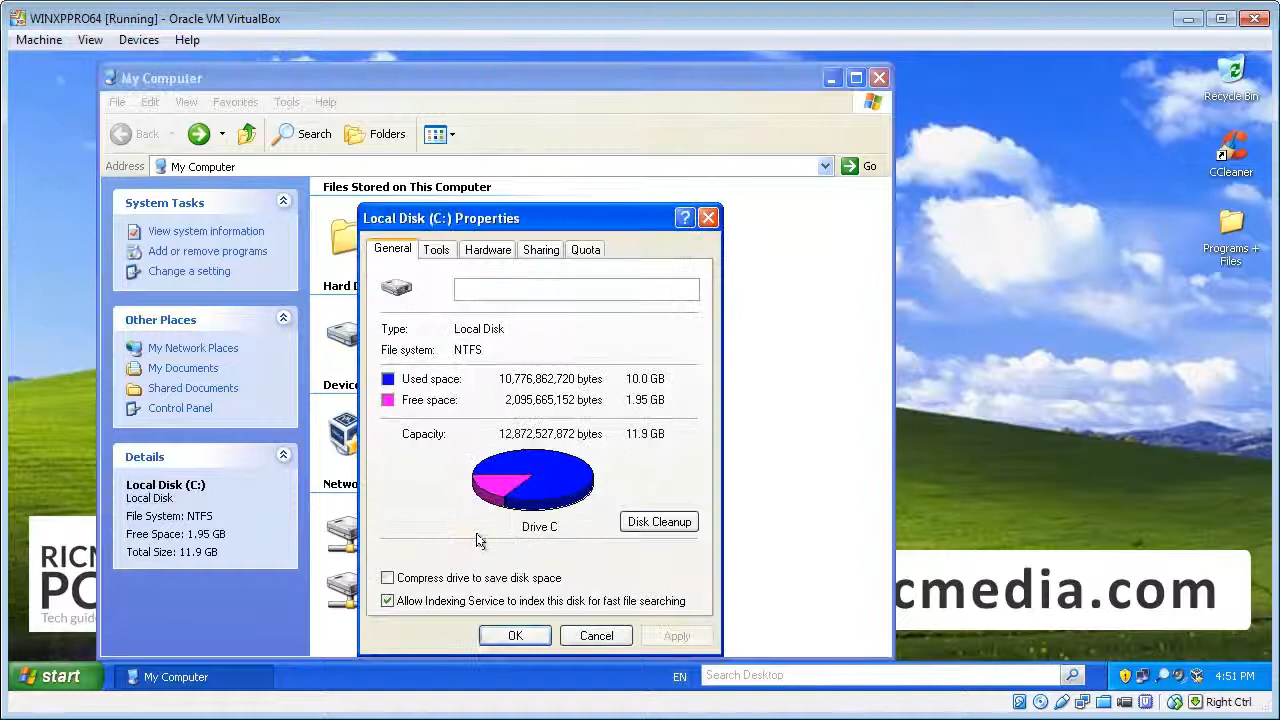 WINXPPRO64 [Running] - Oracle VM VirtualBox
Machine View Devices Help
My Computer
File Edit View Favorites Tools Help
Back Search Folders
Address My Computer Go
Files Stored on This Computer
System Tasks
View system information
Add or remove programs
Change a setting
Other Places
My Network Places
My Documents
Shared Documents
Control Panel
Details
Local Disk (C:)
Local Disk
File System: NTFS
Free Space: 1.95 GB
Total Size: 11.9 GB
Hard D
Device
Netwo
Local Disk (C:) Properties
General Tools Hardware Sharing Quota
Type: Local Disk
File system: NTFS
Used space: 10,776,862,720 bytes 10.0 GB
Free space: 2,095,665,152 bytes 1.95 GB
Capacity: 12,872,527,872 bytes 11.9 GB
Drive C
Disk Cleanup
Compress drive to save disk space
Allow Indexing Service to index this disk for fast file searching
OK Cancel Apply
Recycle Bin
CCleaner
Programs +
Files
RICM
PC
Tech guide
cmedia.com
Start My Computer EN Search Desktop 4:51 PM
Right Ctrl